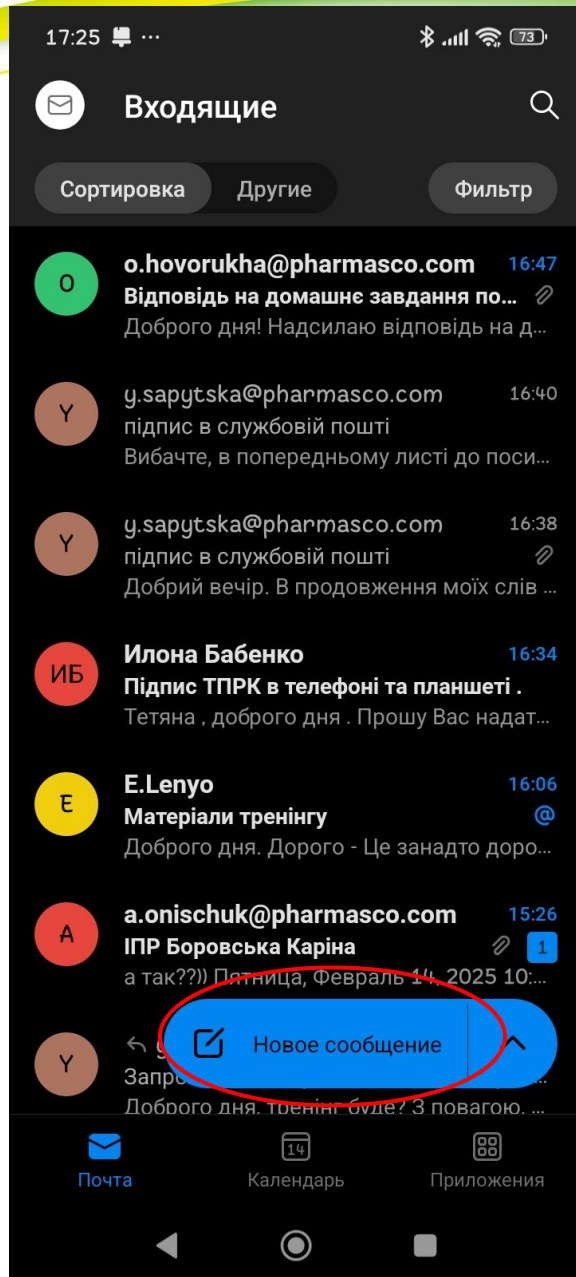 17:25 ...
73
Входящие
Сортировка Другие Фильтр
О
o.hovorukha@pharmasco.com 16:47
Відповідь на домашнє завдання по...
Доброго дня! Надсилаю відповідь на д...
Y
y.sapytska@pharmasco.com 16:40
підпис в службовій пошті
Вибачте, в попередньому листі до поси...
Y
y.sapytska@pharmasco.com 16:38
підпис в службовій пошті
Добрий вечір. В продовження моїх слів ...
ИБ
Илона Бабенко 16:34
Підпис ТПРК в телефоні та планшеті .
Тетяна , доброго дня . Прошу Вас надат...
E
E.Lenyo 16:06
Матеріали тренінгу @
Доброго дня. Дорого - Це занадто доро...
A
a.onischuk@pharmasco.com 15:26
ІПР Боровська Каріна 1
а так??)) Пятница, Февраль 14, 2025 10:...
Y
Новое сообщение
Доброго дня, тренінг буде? З повагою, ...
14
Почта Календарь Приложения